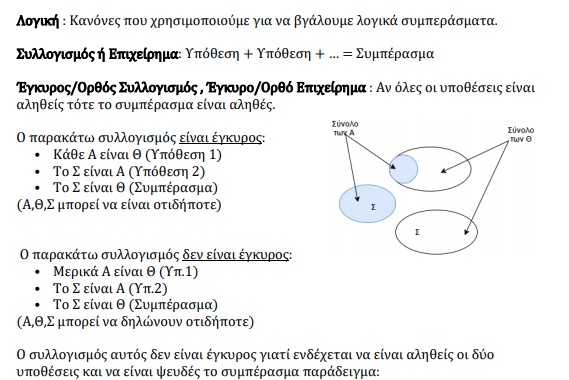 Λογική : Κανόνες που χρησιμοποιούμε για να βγάλουμε λογικά συμπεράσματα.
Συλλογισμός ή Επιχείρημα: Υπόθεση + Υπόθεση + ... = Συμπέρασμα
Έγκυρος/Ορθός Συλλογισμός , Έγκυρο/Ορθό Επιχείρημα : Αν όλες οι υποθέσεις είναι
αληθείς τότε το συμπέρασμα είναι αληθής.
Ο παρακάτω συλλογισμός είναι έγκυρος:
• Κάθε Α είναι Θ (Υπόθεση 1)
• Το Σ είναι Α (Υπόθεση 2)
• Το Σ είναι Θ (Συμπέρασμα)
(Α,Θ,Σ μπορεί να είναι οτιδήποτε)
Σύνολο
των Α
Σύνολο
των Θ
Σ
Σ
Ο παρακάτω συλλογισμός δεν είναι έγκυρος:
• Μερικά Α είναι Θ (Υπ.1)
• Το Σ είναι Α (Υπ.2)
• Το Σ είναι Θ (Συμπέρασμα)
(Α,Θ,Σ μπορεί να δηλώνουν οτιδήποτε)
Ο συλλογισμός αυτός δεν είναι έγκυρος γιατί ενδέχεται να είναι αληθείς οι δύο
υποθέσεις και να είναι ψευδές το συμπέρασμα παράδειγμα: